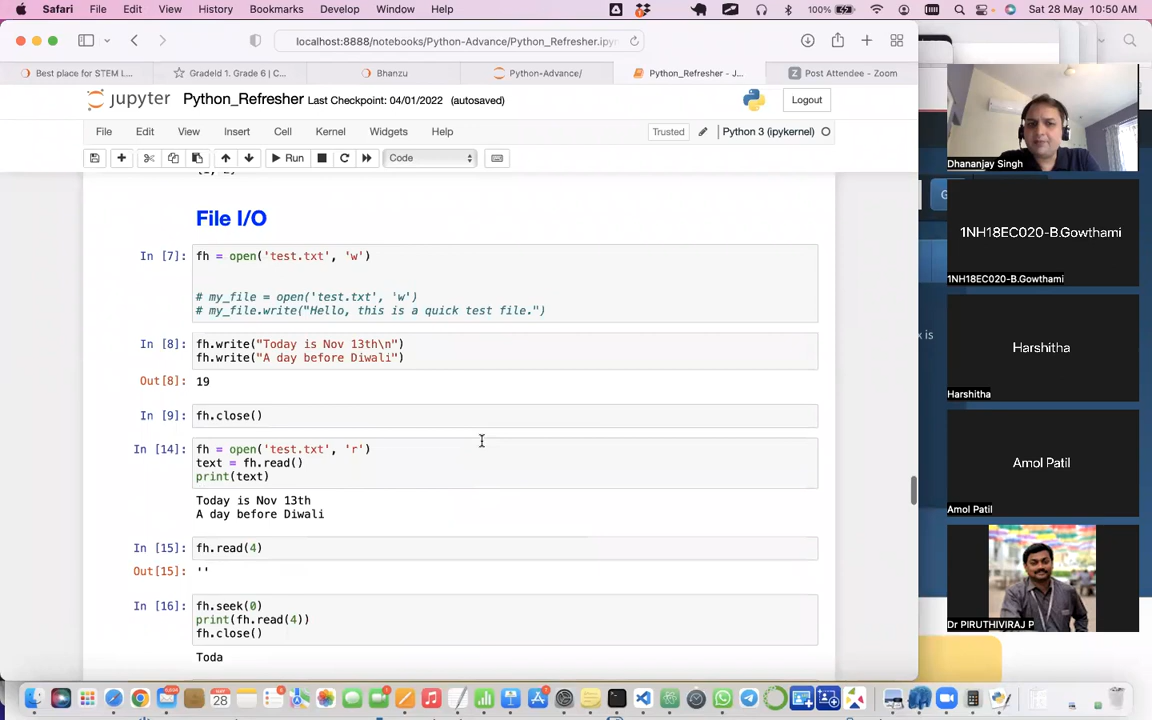 Safari File Edit View History Bookmarks Develop Window Help 100% Sat 28 May 10:50 AM
localhost:8888/notebooks/Python-Advance/Python_Refresher.ipy
Best place for STEM L...
GradeId 1. Grade 6 | C...
Bhanzu
Python-Advance/
Python_Refresher - J...
Post Attendee - Zoom
jupyter Python_Refresher Last Checkpoint: 04/01/2022 (autosaved)
Logout
File Edit View Insert Cell Kernel Widgets Help
Trusted
Python 3 (ipykernel)
Run
Code
File I/O
In [7]: fh = open('test.txt', 'w')
# my_file = open('test.txt', 'w')
# my_file.write("Hello, this is a quick test file.")
In [8]: fh.write("Today is Nov 13th\n")
fh.write("A day before Diwali")
Out[8]: 19
In [9]: fh.close()
In [14]: fh = open('test.txt', 'r')
text = fh.read()
print(text)
Today is Nov 13th
A day before Diwali
In [15]: fh.read(4)
Out[15]: ''
In [16]: fh.seek(0)
print(fh.read(4))
fh.close()
Toda
Dhananjay Singh
1NH18EC020-B.Gowthami
1NH18EC020-B.Gowthami
Harshitha
Harshitha
Amol Patil
Amol Patil
Dr PIRUTHIVIRAJ P
x is
28